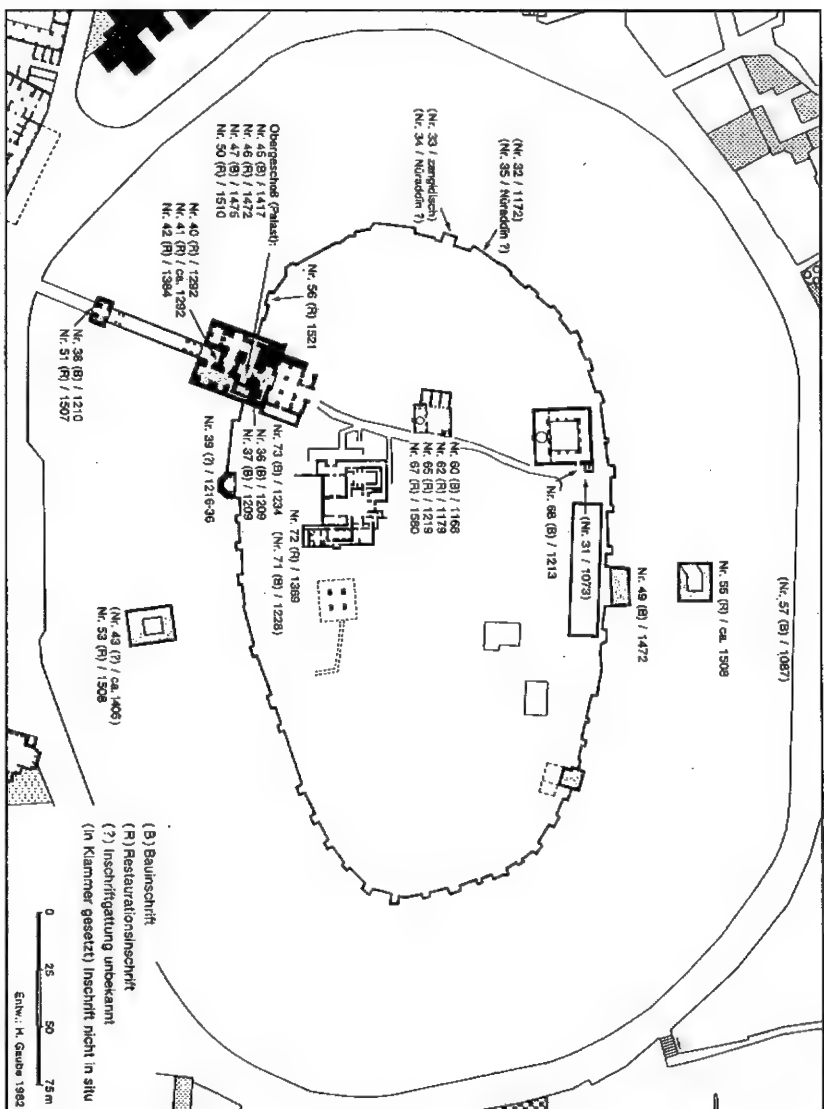 (Nr. 32 / 1172)
(Nr. 35 / Nūraddīn ?)
(Nr. 33 / zangidisch)
(Nr. 34 / Nūraddīn ?)
Obergeschoß (Palast):
Nr. 45 (B) / 1417
Nr. 46 (R) / 1472
Nr. 47 (B) / 1475
Nr. 50 (R) / 1510
Nr. 40 (R) / 1292
Nr. 41 (R) / ca. 1292
Nr. 42 (R) / 1384
Nr. 56 (R) 1521
Nr. 38 (B) / 1210
Nr. 51 (R) / 1507
Nr. 73 (B) / 1234
Nr. 36 (B) / 1209
Nr. 37 (B) / 1209
Nr. 39 (?) / 1216-36
(Nr. 71 (B) / 1228)
Nr. 72 (R) / 1369
Nr. 60 (B) / 1168
Nr. 62 (R) / 1179
Nr. 65 (R) / 1219
Nr. 67 (R) / 1580
Nr. 68 (B) / 1213
(Nr. 31 / 1073)
Nr. 49 (B) / 1472
Nr. 55 (R) / ca. 1508
(Nr. 57 (B) / 1087)
(Nr. 43 (?) / ca. 1406)
Nr. 53 (R) / 1508
(B) Bauinschrift
(R) Restaurationsinschrift
(?) Inschriftgattung unbekannt
(in Klammer gesetzt) Inschrift nicht in situ
0 25 50 75 m
Entw.: H. Gaube 1982